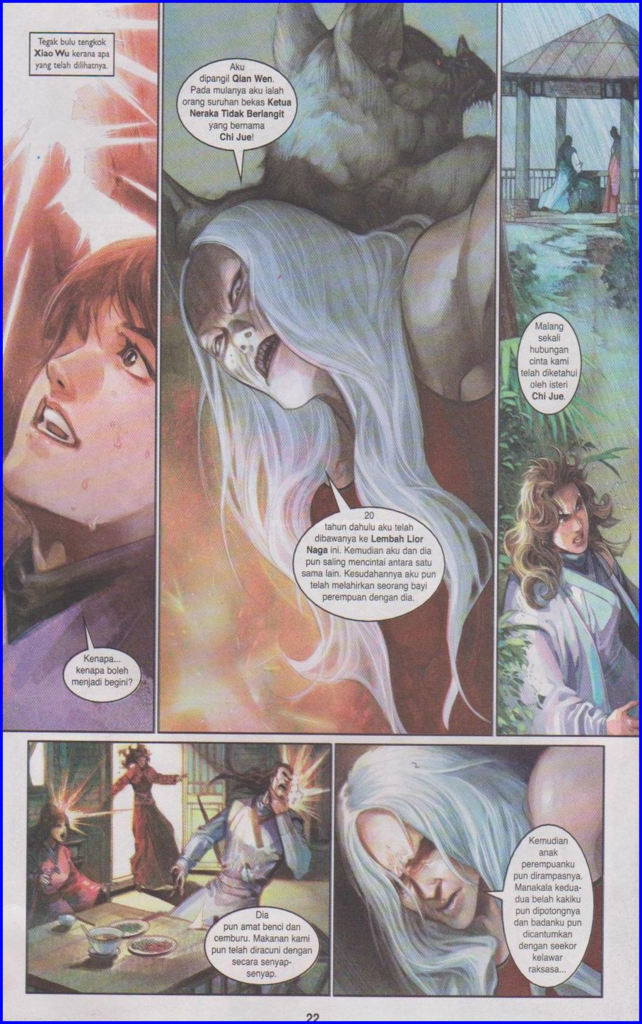 Tegak bulu tengkok
Xiao Wu kerana apa
yang telah dilihatnya.
Kenapa...
kenapa boleh
menjadi begini?
Aku
dipangil Qian Wen.
Pada mulanya aku ialah
orang suruhan bekas Ketua
Neraka Tidak Berlangit
yang bernama
Chi Jue!
20
tahun dahulu aku telah
dibawanya ke Lembah Lior
Naga ini. Kemudian aku dan dia
pun saling mencintai antara satu
sama lain. Kesudahannya aku pun
telah melahirkan seorang bayi
perempuan dengan dia.
Malang
sekali
hubungan
cinta kami
telah diketahui
oleh isteri
Chi Jue.
Dia
pun amat benci dan
cemburu. Makanan kami
pun telah diracuni dengan
secara senyap-
senyap.
Kemudian
anak
perempuanku
pun dirampasnya.
Manakala kedua-
dua belah kakiku
pun dipotongnya
dan badanku pun
dicantumkan
dengan seekor
kelawar
raksasa...
22